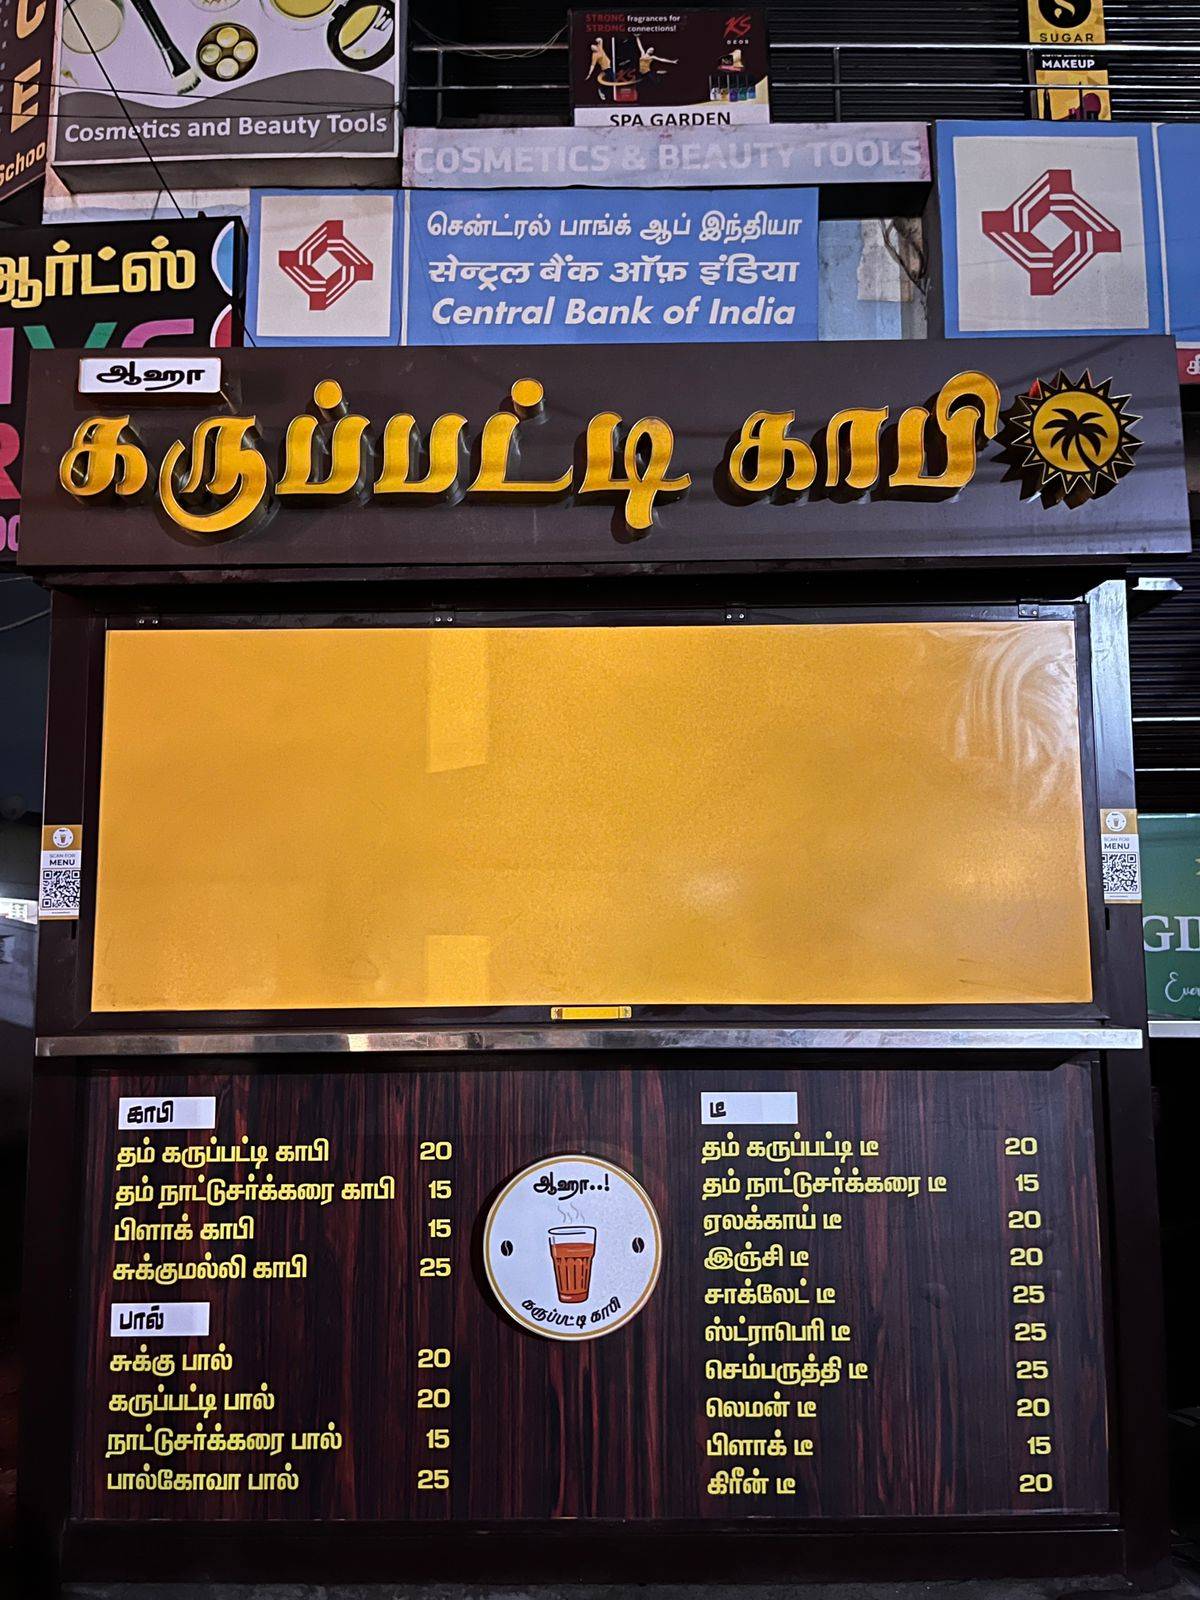 STRONG fragrances for
STRONG connections!
KS
DEOS
SUGAR
MAKEUP
SPA GARDEN
Cosmetics and Beauty Tools
COSMETICS & BEAUTY TOOLS
சென்ட்ரல் பாங்க் ஆப் இந்தியா
सेन्ट्रल बैंक ऑफ़ इंडिया
Central Bank of India
ஆர்ட்ஸ்
ஆஹா
கருப்பட்டி காபி
SCAN FOR
MENU
SCAN FOR
MENU
காபி
தம் கருப்பட்டி காபி 20
தம் நாட்டுசர்க்கரை காபி 15
பிளாக் காபி 15
சுக்குமல்லி காபி 25
பால்
சுக்கு பால் 20
கருப்பட்டி பால் 20
நாட்டுசர்க்கரை பால் 15
பால்கோவா பால் 25
ஆஹா..!
கருப்பட்டி காபி
டீ
தம் கருப்பட்டி டீ 20
தம் நாட்டுசர்க்கரை டீ 15
ஏலக்காய் டீ 20
இஞ்சி டீ 20
சாக்லேட் டீ 25
ஸ்ட்ராபெரி டீ 25
செம்பருத்தி டீ 25
லெமன் டீ 20
பிளாக் டீ 15
கிரீன் டீ 20